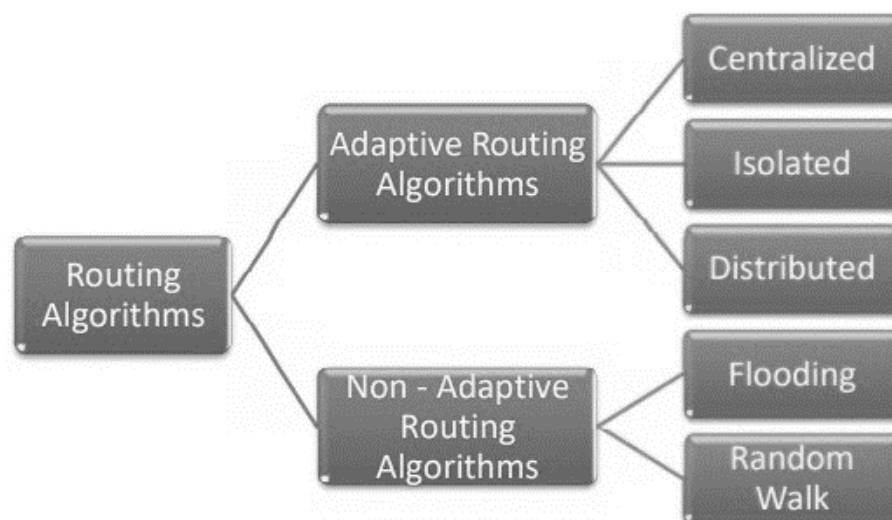 Routing
Algorithms
Adaptive Routing
Algorithms
Centralized
Isolated
Distributed
Non - Adaptive
Routing
Algorithms
Flooding
Random
Walk